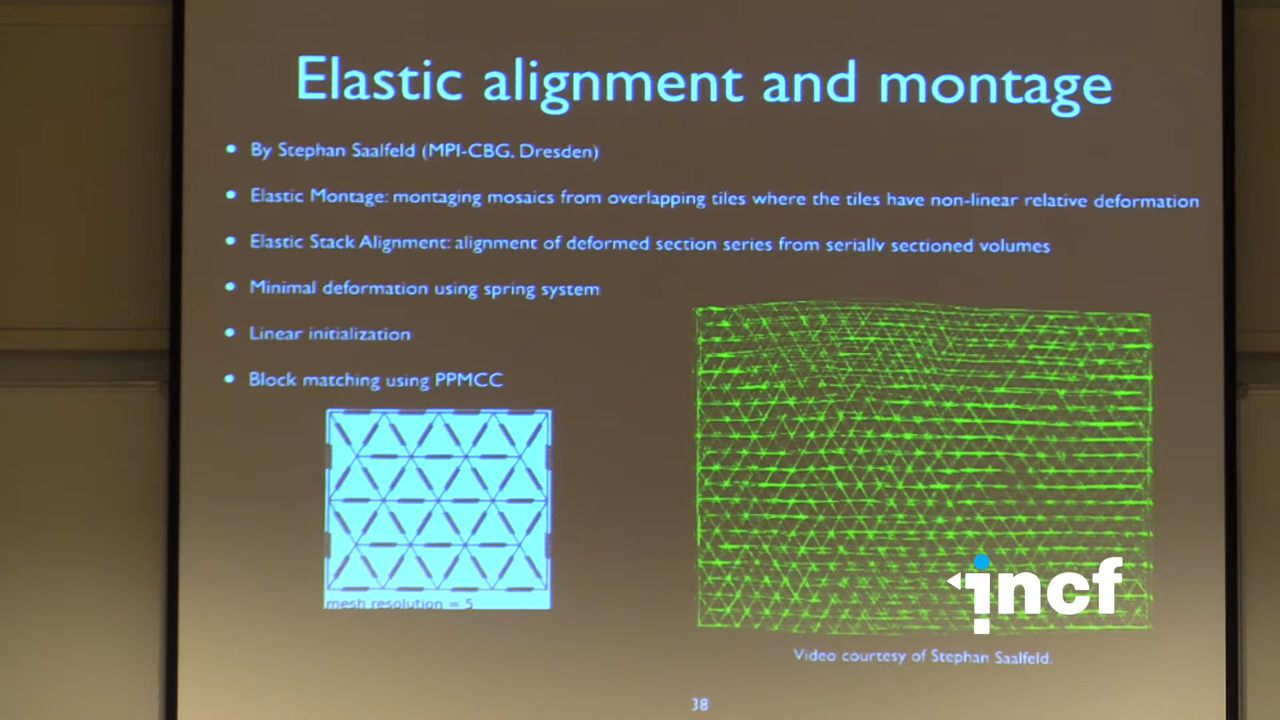 Elastic alignment and montage
• By Stephan Saalfeld (MPI-CBG, Dresden)
• Elastic Montage: montaging mosaics from overlapping tiles where the tiles have non-linear relative deformation
• Elastic Stack Alignment: alignment of deformed section series from serially sectioned volumes
• Minimal deformation using spring system
• Linear initialization
• Block matching using PPMCC
mesh resolution = 5
incf
Video courtesy of Stephan Saalfeld.
38